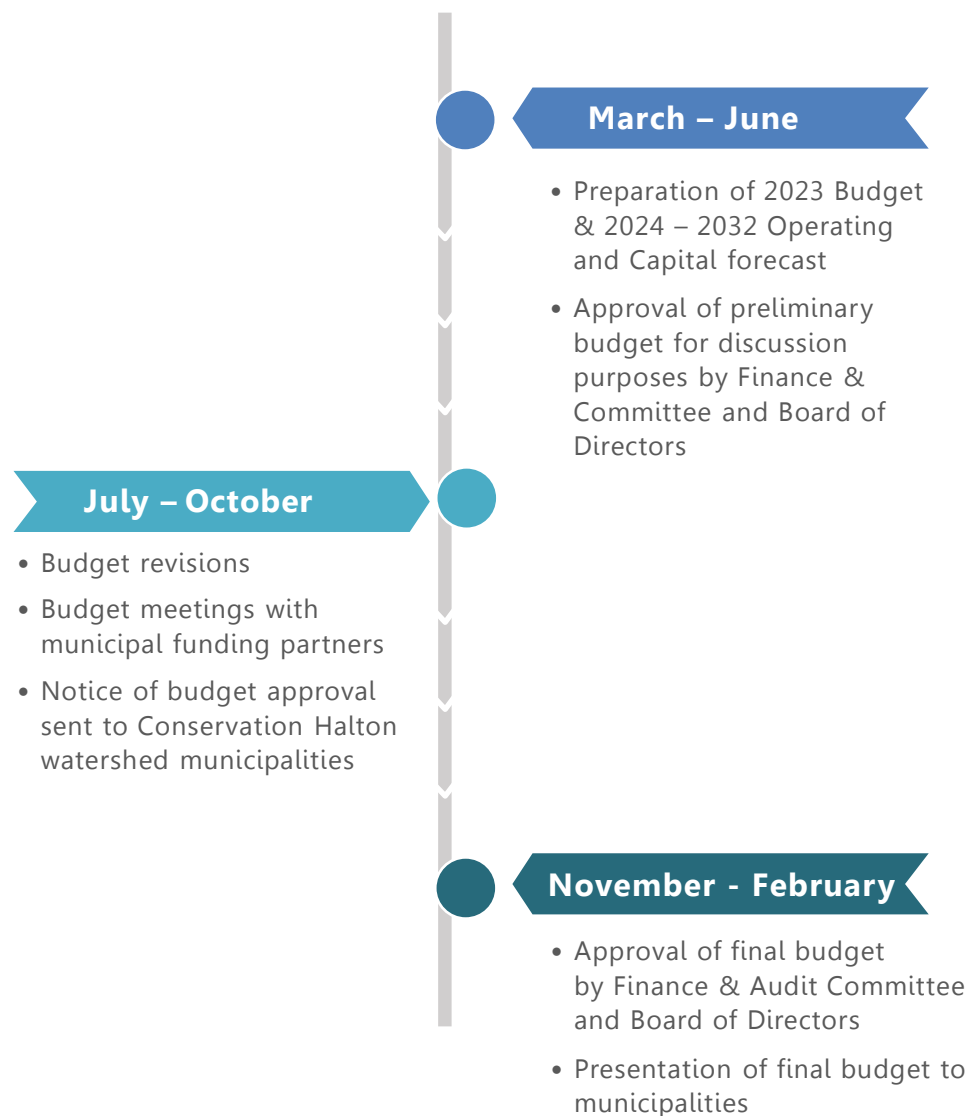 March – June
• Preparation of 2023 Budget
& 2024 – 2032 Operating
and Capital forecast
• Approval of preliminary
budget for discussion
purposes by Finance &
Committee and Board of
Directors
July – October
• Budget revisions
• Budget meetings with
municipal funding partners
• Notice of budget approval
sent to Conservation Halton
watershed municipalities
November - February
• Approval of final budget
by Finance & Audit Committee
and Board of Directors
• Presentation of final budget to
municipalities